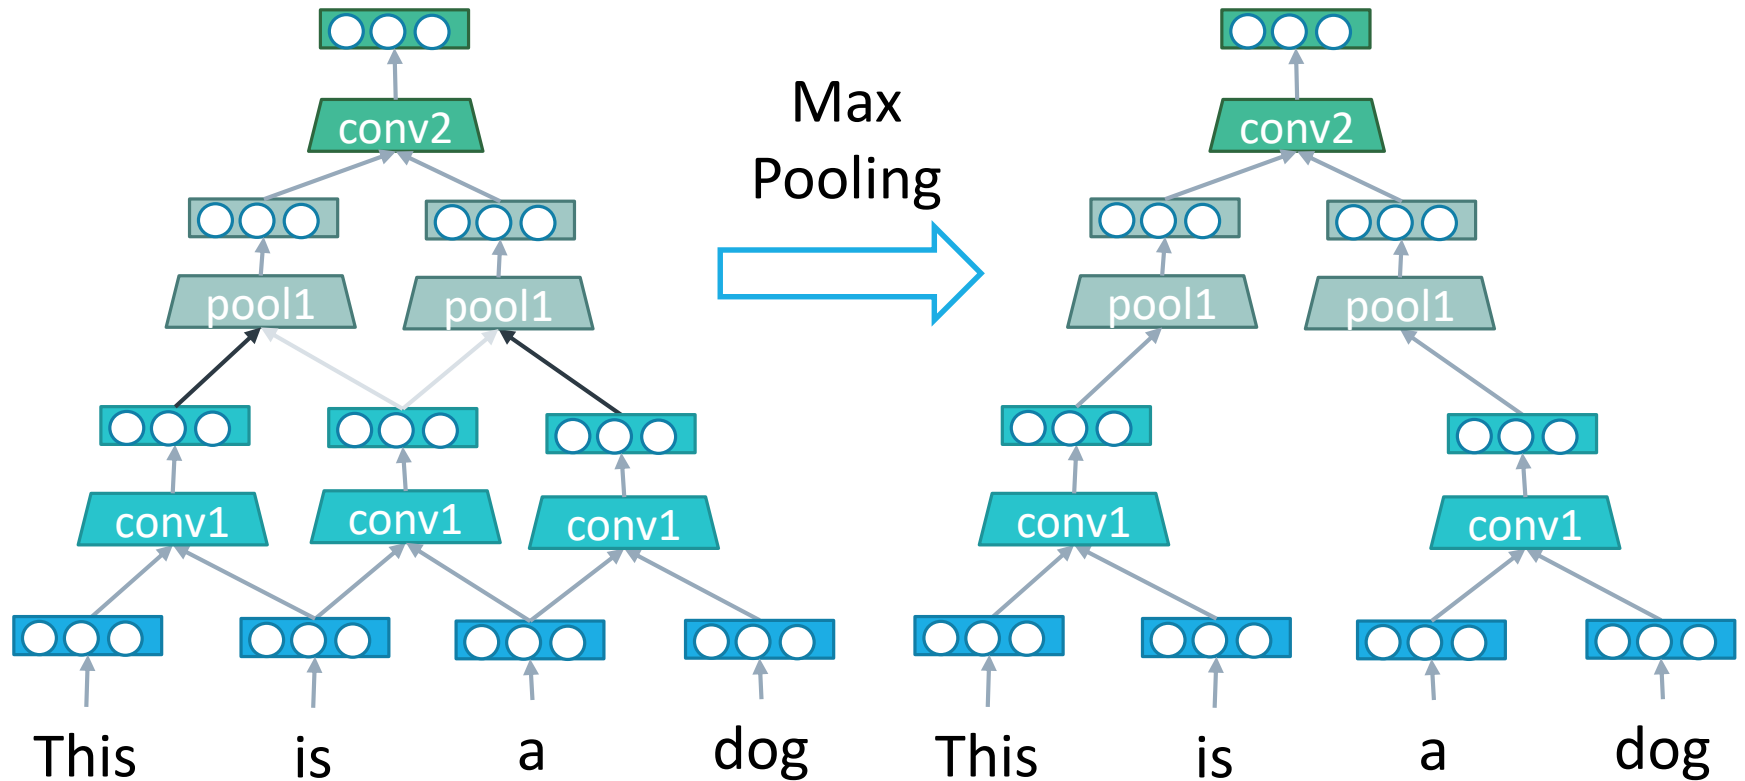 conv2
pool1 pool1
conv1 conv1 conv1
This is a dog
Max
Pooling
conv2
pool1 pool1
conv1 conv1
This is a dog